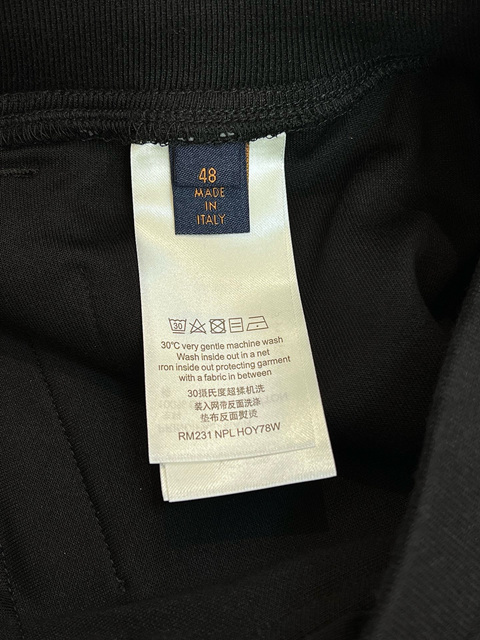 48
MADE
IN
ITALY
30
30℃ very gentle machine wash
Wash inside out in a net
Iron inside out protecting garment
with a fabric in between
30摄氏度超揉机洗
装入网带反面洗涤
垫布反面熨烫
RM231 NPL HOY78W